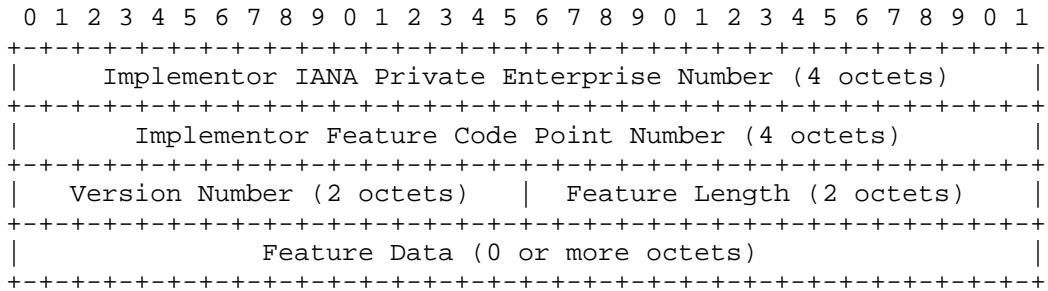 0 1 2 3 4 5 6 7 8 9 0 1 2 3 4 5 6 7 8 9 0 1 2 3 4 5 6 7 8 9 0 1
+-+-+-+-+-+-+-+-+-+-+-+-+-+-+-+-+-+-+-+-+-+-+-+-+-+-+-+-+-+-+-+-+
|     Implementor IANA Private Enterprise Number (4 octets)     |
+-+-+-+-+-+-+-+-+-+-+-+-+-+-+-+-+-+-+-+-+-+-+-+-+-+-+-+-+-+-+-+-+
|       Implementor Feature Code Point Number (4 octets)        |
+-+-+-+-+-+-+-+-+-+-+-+-+-+-+-+-+-+-+-+-+-+-+-+-+-+-+-+-+-+-+-+-+
|   Version Number (2 octets)   |  Feature Length (2 octets)    |
+-+-+-+-+-+-+-+-+-+-+-+-+-+-+-+-+-+-+-+-+-+-+-+-+-+-+-+-+-+-+-+-+
|               Feature Data (0 or more octets)                 |
+-+-+-+-+-+-+-+-+-+-+-+-+-+-+-+-+-+-+-+-+-+-+-+-+-+-+-+-+-+-+-+-+